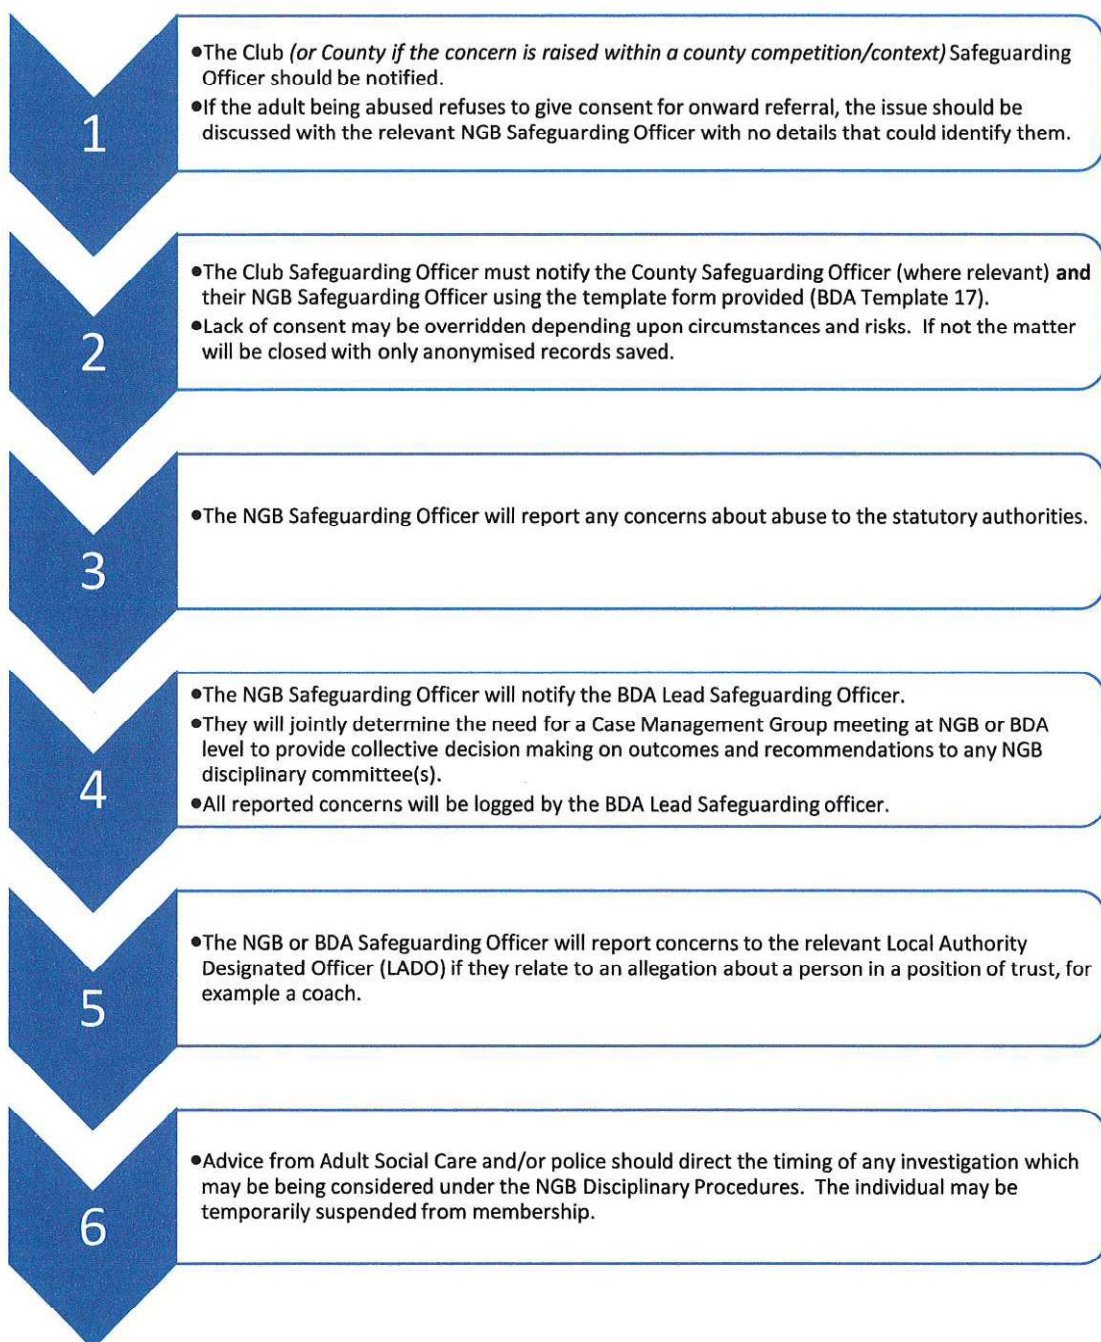 1
●The Club (or County if the concern is raised within a county competition/context) Safeguarding
Officer should be notified.
●If the adult being abused refuses to give consent for onward referral, the issue should be
discussed with the relevant NGB Safeguarding Officer with no details that could identify them.
2
●The Club Safeguarding Officer must notify the County Safeguarding Officer (where relevant) and
their NGB Safeguarding Officer using the template form provided (BDA Template 17).
●Lack of consent may be overridden depending upon circumstances and risks. If not the matter
will be closed with only anonymised records saved.
3
●The NGB Safeguarding Officer will report any concerns about abuse to the statutory authorities.
4
●The NGB Safeguarding Officer will notify the BDA Lead Safeguarding Officer.
●They will jointly determine the need for a Case Management Group meeting at NGB or BDA
level to provide collective decision making on outcomes and recommendations to any NGB
disciplinary committee(s).
●All reported concerns will be logged by the BDA Lead Safeguarding officer.
5
●The NGB or BDA Safeguarding Officer will report concerns to the relevant Local Authority
Designated Officer (LADO) if they relate to an allegation about a person in a position of trust, for
example a coach.
6
●Advice from Adult Social Care and/or police should direct the timing of any investigation which
may be being considered under the NGB Disciplinary Procedures. The individual may be
temporarily suspended from membership.